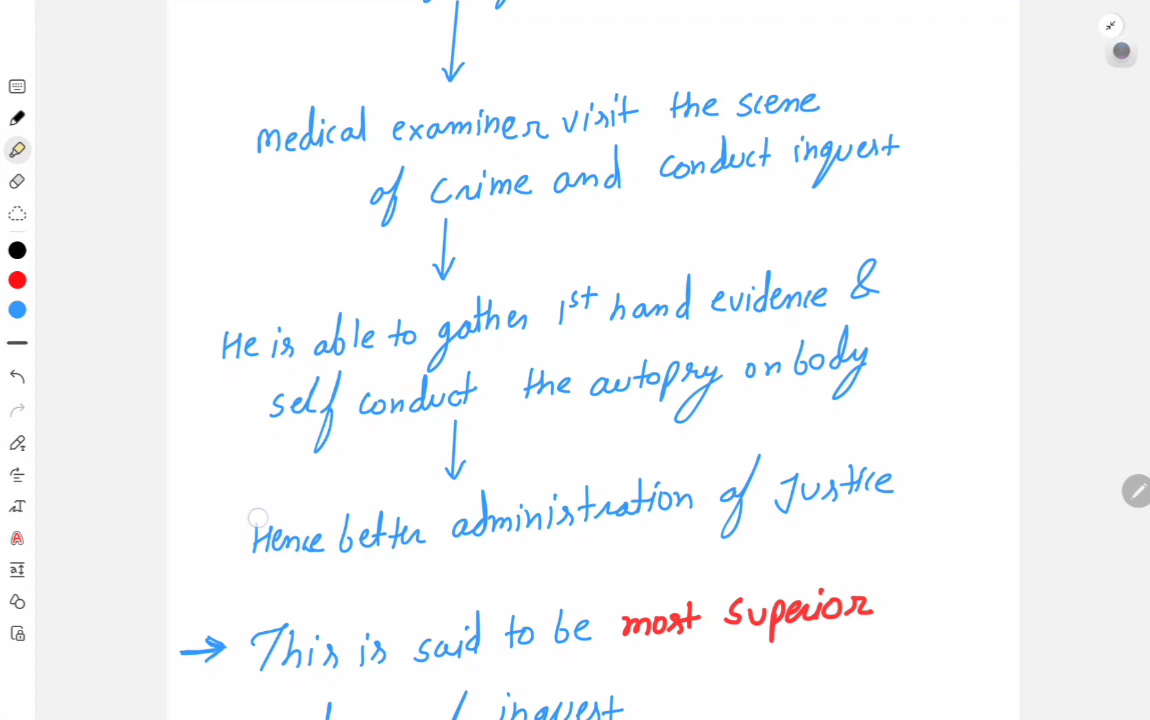 medical examiner visit the scene
of crime and conduct inquest
He is able to gather 1st hand evidence &
self conduct the autopsy on body
Hence better administration of Justice
→ This is said to be most superior
inquest